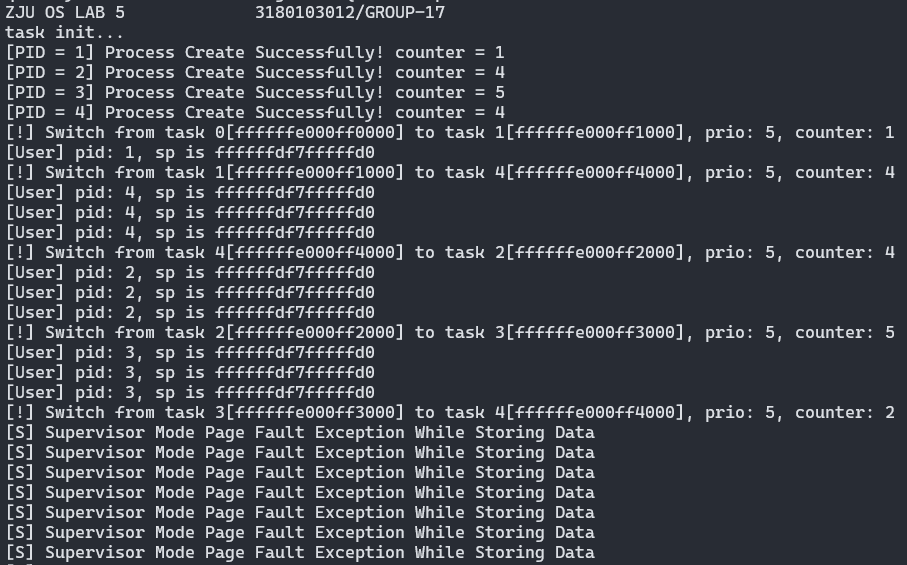 ZJU OS LAB 5             3180103012/GROUP-17
task init...
[PID = 1] Process Create Successfully! counter = 1
[PID = 2] Process Create Successfully! counter = 4
[PID = 3] Process Create Successfully! counter = 5
[PID = 4] Process Create Successfully! counter = 4
[!] Switch from task 0[ffffffe000ff0000] to task 1[ffffffe000ff1000], prio: 5, counter: 1
[User] pid: 1, sp is ffffffdf7fffffd0
[!] Switch from task 1[ffffffe000ff1000] to task 4[ffffffe000ff4000], prio: 5, counter: 4
[User] pid: 4, sp is ffffffdf7fffffd0
[User] pid: 4, sp is ffffffdf7fffffd0
[User] pid: 4, sp is ffffffdf7fffffd0
[!] Switch from task 4[ffffffe000ff4000] to task 2[ffffffe000ff2000], prio: 5, counter: 4
[User] pid: 2, sp is ffffffdf7fffffd0
[User] pid: 2, sp is ffffffdf7fffffd0
[User] pid: 2, sp is ffffffdf7fffffd0
[!] Switch from task 2[ffffffe000ff2000] to task 3[ffffffe000ff3000], prio: 5, counter: 5
[User] pid: 3, sp is ffffffdf7fffffd0
[User] pid: 3, sp is ffffffdf7fffffd0
[User] pid: 3, sp is ffffffdf7fffffd0
[!] Switch from task 3[ffffffe000ff3000] to task 4[ffffffe000ff4000], prio: 5, counter: 2
[S] Supervisor Mode Page Fault Exception While Storing Data
[S] Supervisor Mode Page Fault Exception While Storing Data
[S] Supervisor Mode Page Fault Exception While Storing Data
[S] Supervisor Mode Page Fault Exception While Storing Data
[S] Supervisor Mode Page Fault Exception While Storing Data
[S] Supervisor Mode Page Fault Exception While Storing Data
[S] Supervisor Mode Page Fault Exception While Storing Data